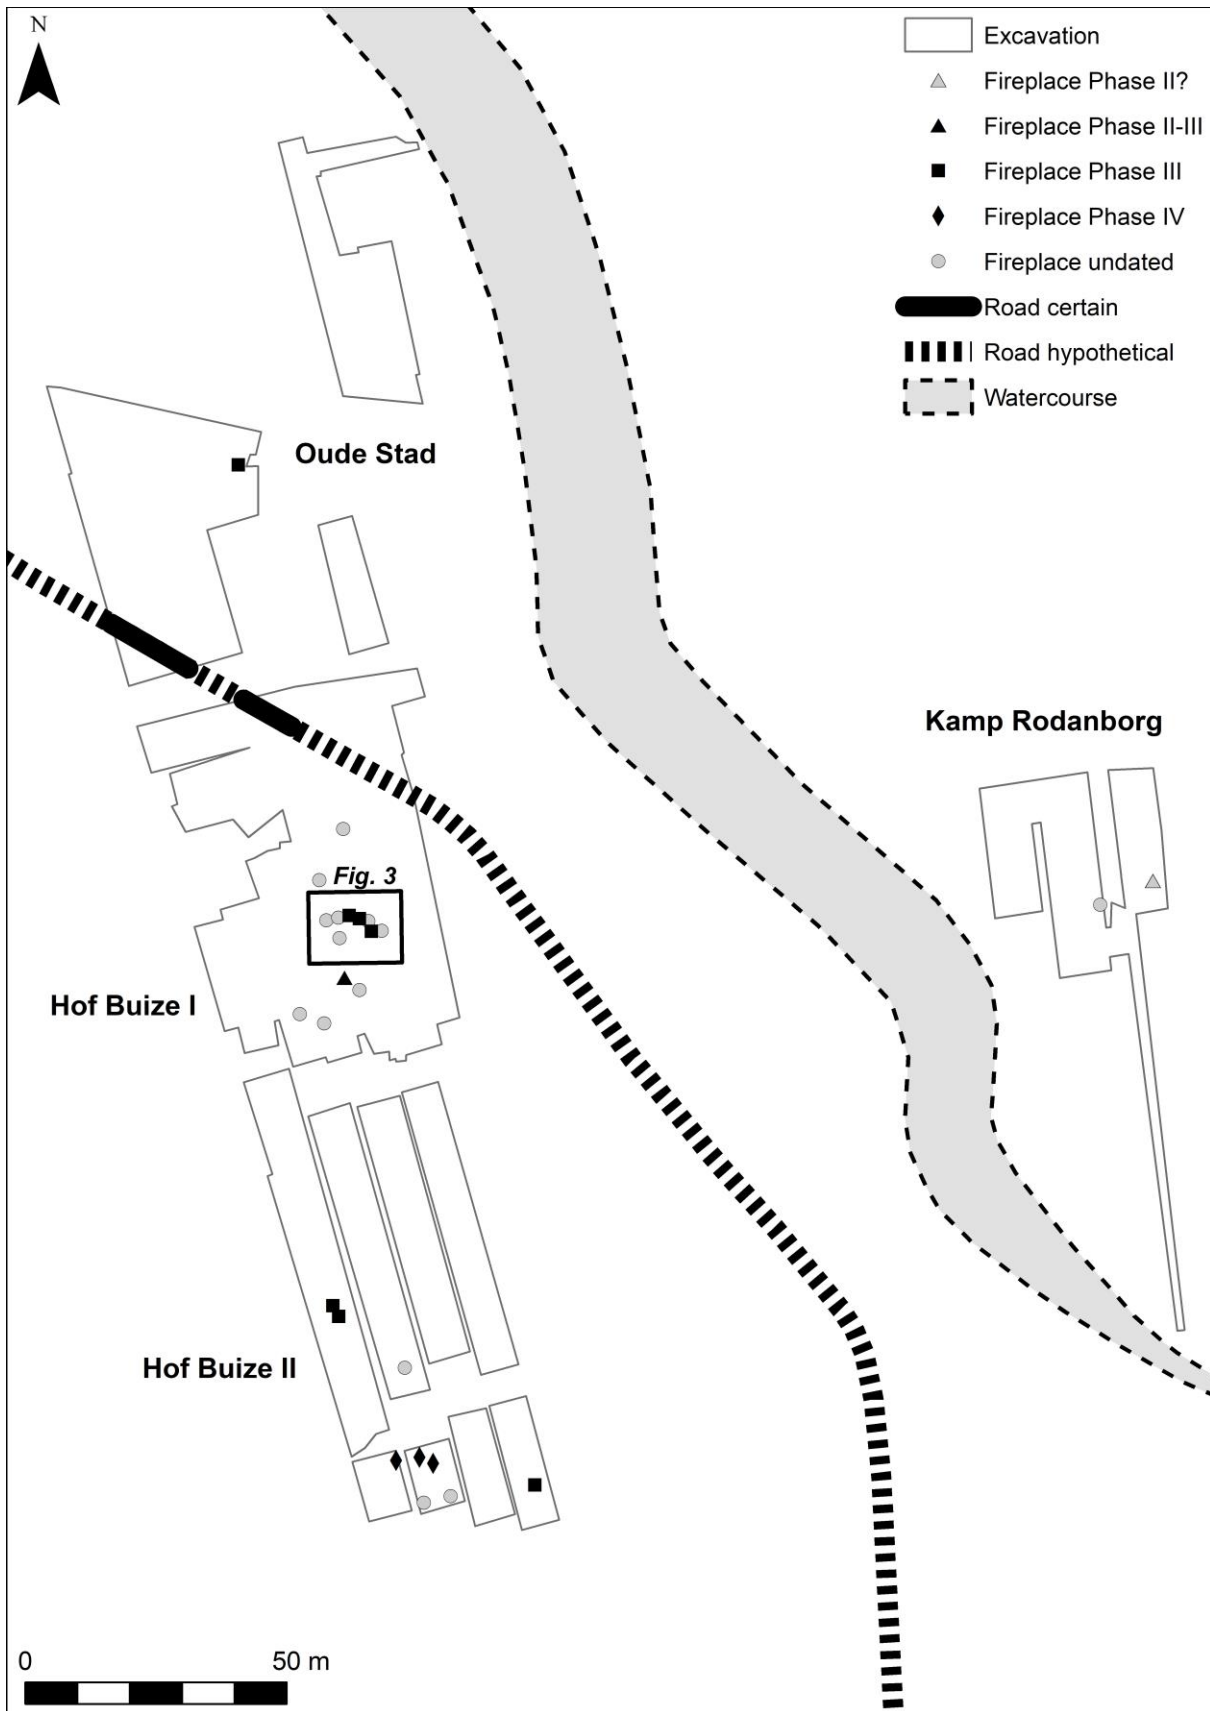 N
Excavation
Fireplace Phase II?
Fireplace Phase II-III
Fireplace Phase III
Fireplace Phase IV
Fireplace undated
Road certain
Road hypothetical
Watercourse
Oude Stad
Kamp Rodanborg
Fig. 3
Hof Buize I
Hof Buize II
0 50 m